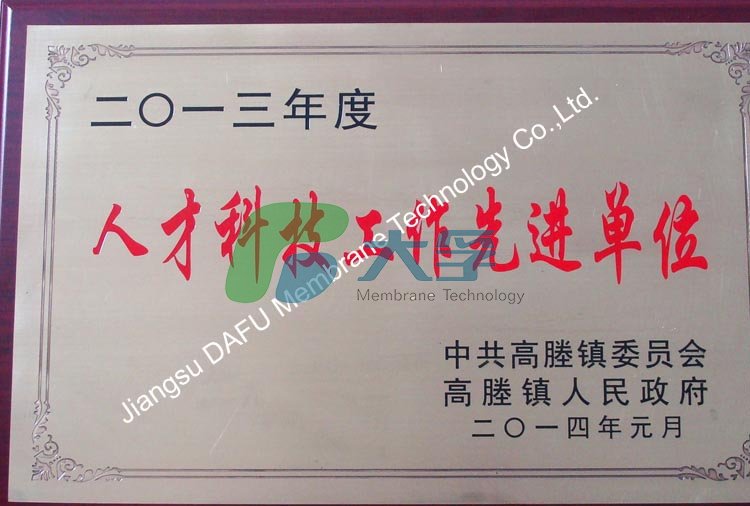 二〇一三年度
人才科技工作先进单位
大孚
Membrane Technology
Jiangsu DAFU Membrane Technology Co.,Ltd.
中共高塍镇委员会
高塍镇人民政府
二〇一四年元月